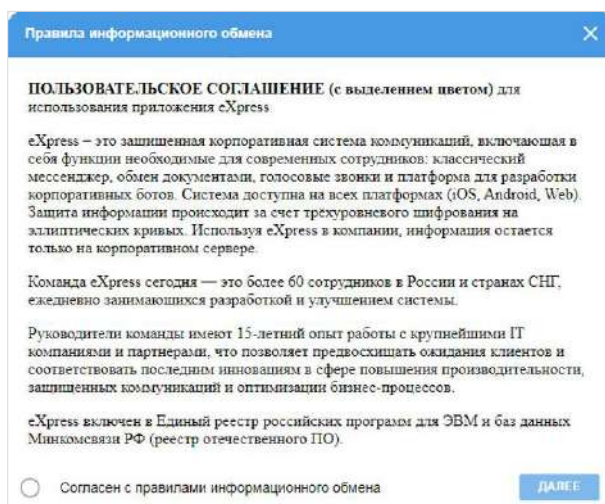 Правила информационного обмена
ПОЛЬЗОВАТЕЛЬСКОЕ СОГЛАШЕНИЕ (с выделением цветом) для
использования приложения eXpress
eXpress – это защищенная корпоративная система коммуникаций, включающая в
себя функции необходимые для современных сотрудников: классический
мессенджер, обмен документами, голосовые звонки и платформа для разработки
корпоративных ботов. Система доступна на всех платформах (iOS, Android, Web).
Защита информации происходит за счет трёхуровневого шифрования на
эллиптических кривых. Используя eXpress в компании, информация остается
только на корпоративном сервере.
Команда eXpress сегодня — это более 60 сотрудников в России и странах СНГ,
ежедневно занимающихся разработкой и улучшением системы.
Руководители команды имеют 15-летний опыт работы с крупнейшими IT
компаниями и партнерами, что позволяет предвосхищать ожидания клиентов и
соответствовать последним инновациям в сфере повышения производительности,
защищенных коммуникаций и оптимизации бизнес-процессов.
eXpress включен в Единый реестр российских программ для ЭВМ и баз данных
Минкомсвязи РФ (реестр отечественного ПО).
Согласен с правилами информационного обмена
ДАЛЕЕ